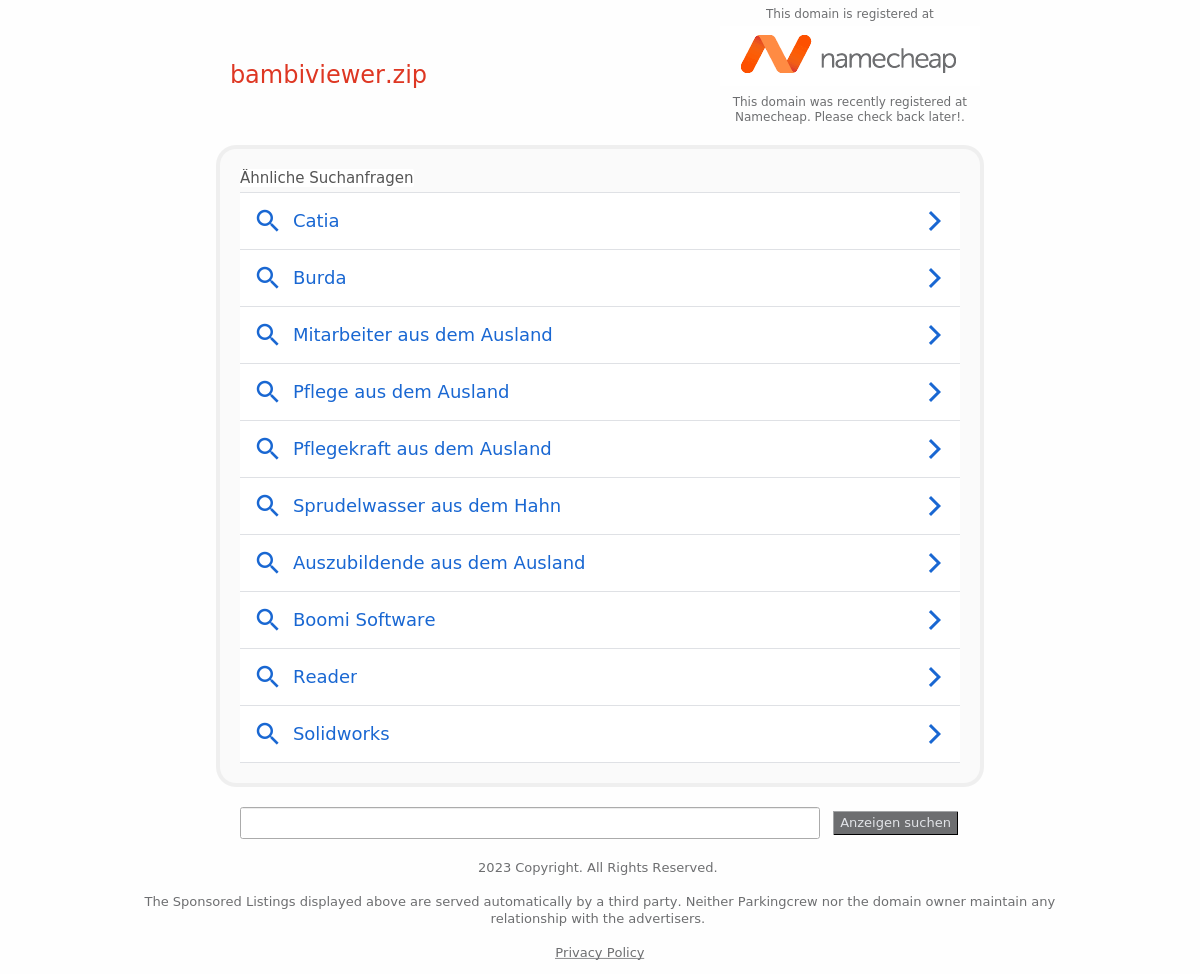 This domain is registered at
namecheap
bambiviewer.zip
This domain was recently registered at
Namecheap. Please check back later!.
Ähnliche Suchanfragen
Catia
Burda
Mitarbeiter aus dem Ausland
Pflege aus dem Ausland
Pflegekraft aus dem Ausland
Sprudelwasser aus dem Hahn
Auszubildende aus dem Ausland
Boomi Software
Reader
Solidworks
Anzeigen suchen
2023 Copyright. All Rights Reserved.
The Sponsored Listings displayed above are served automatically by a third party. Neither Parkingcrew nor the domain owner maintain any
relationship with the advertisers.
Privacy Policy